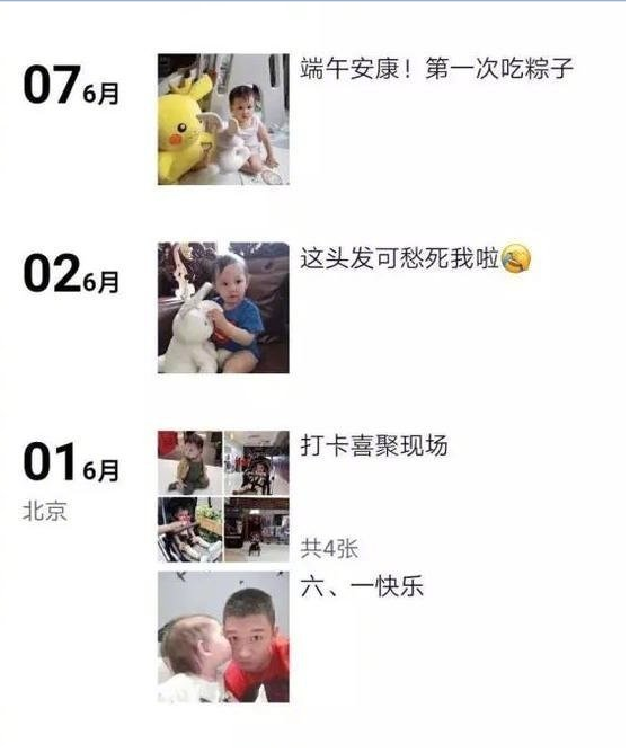 07 6月
端午安康！第一次吃粽子
02 6月
这头发可愁死我啦
01 6月
北京
打卡喜聚现场
共4张
六、一快乐